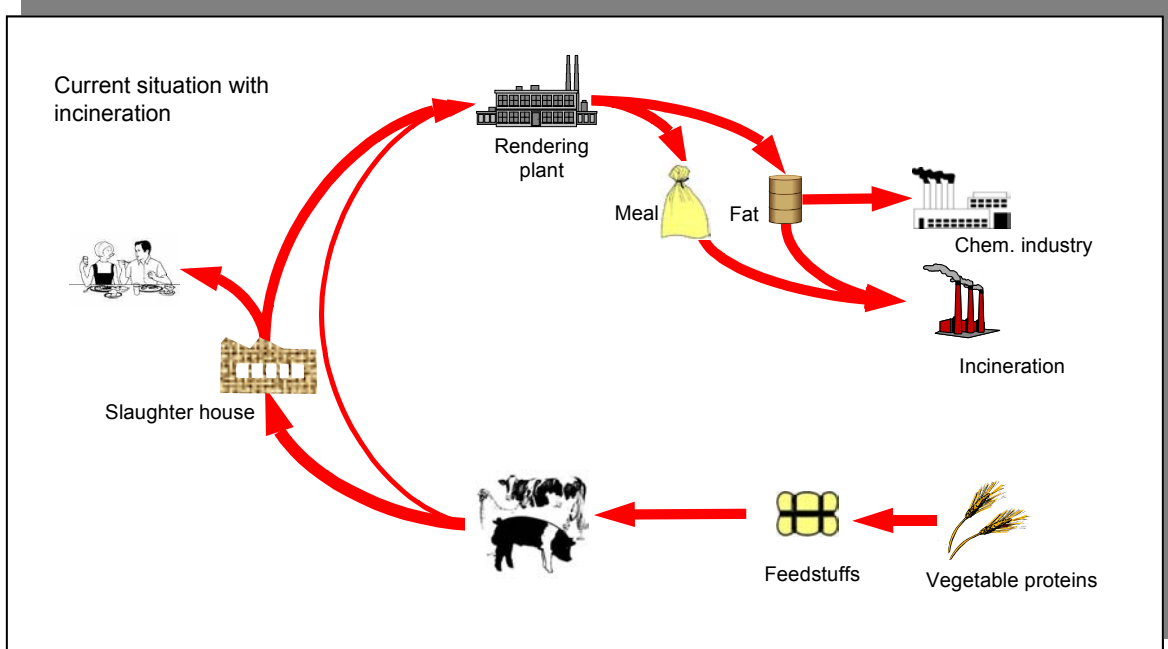 Current situation with
incineration
Rendering
plant
Meal
Fat
Chem. industry
Incineration
Slaughter house
Feedstuffs
Vegetable proteins